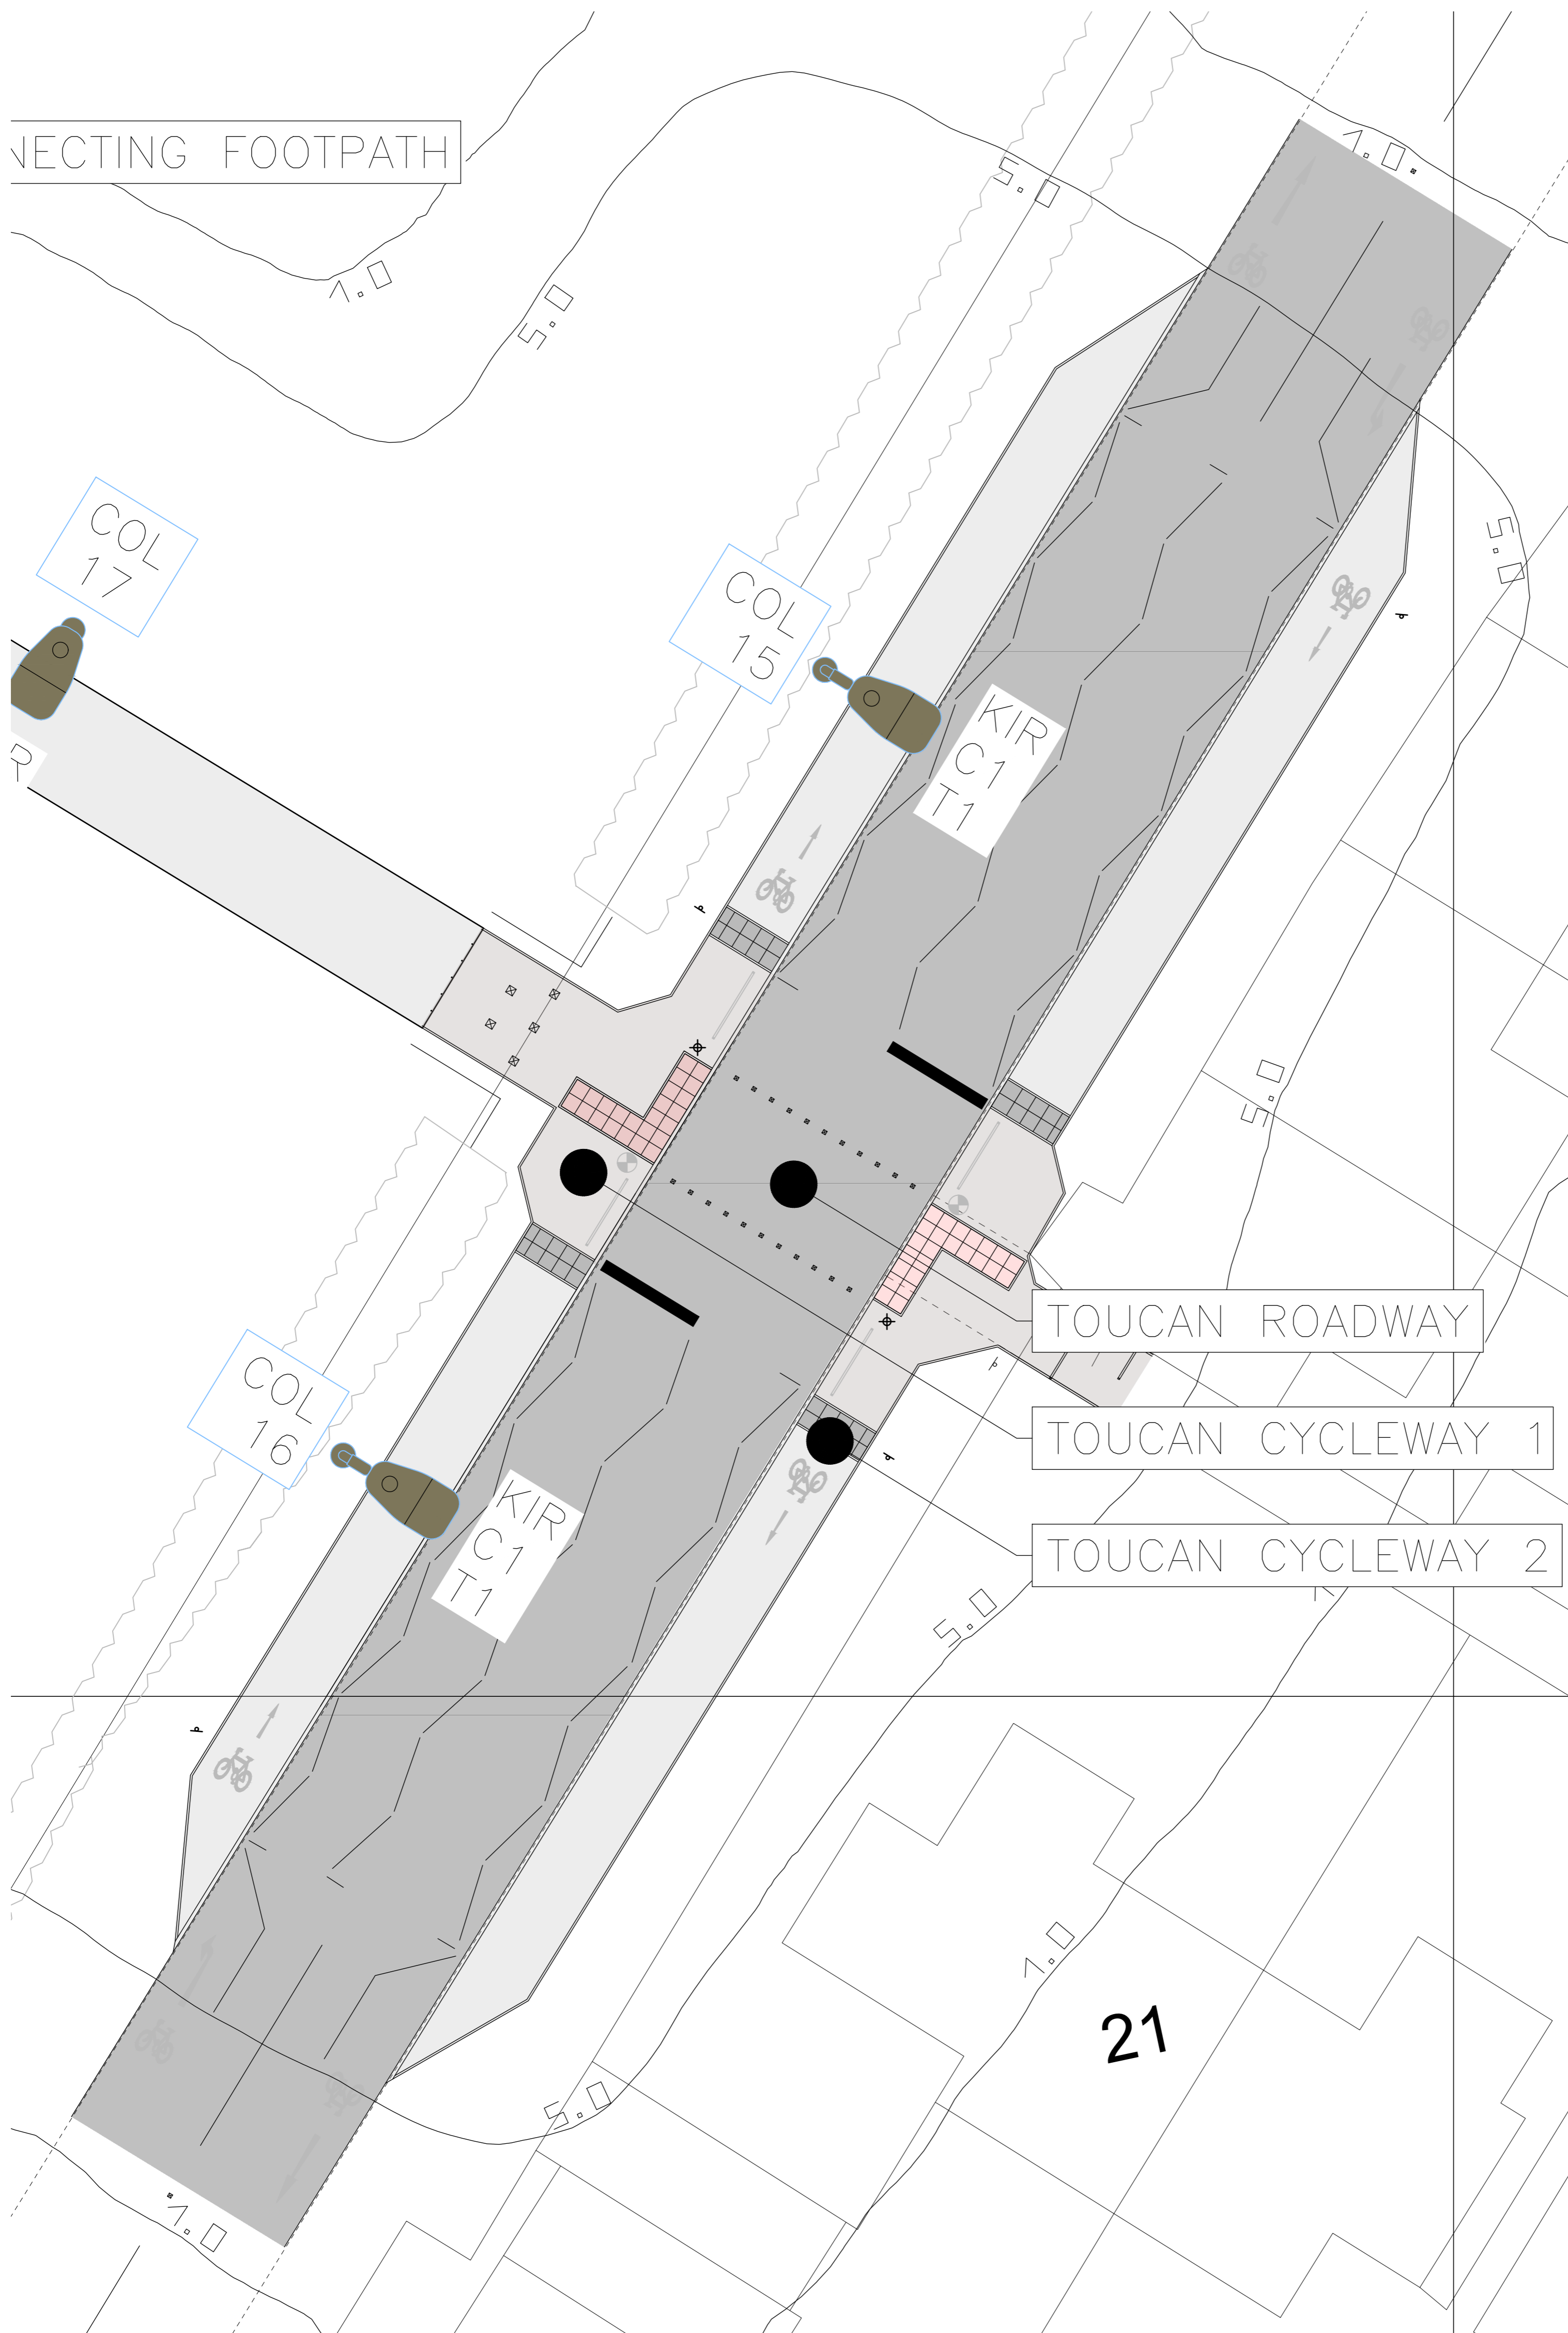 NECTING FOOTPATH
1.0
5.0
1.0
5.0
COL
17
COL
15
5.0
KIR
C1
T1
R
5.0
TOUCAN ROADWAY
COL
16
TOUCAN CYCLEWAY 1
KIR
C1
T1
TOUCAN CYCLEWAY 2
5.0
1.0
21
5.0
1.0